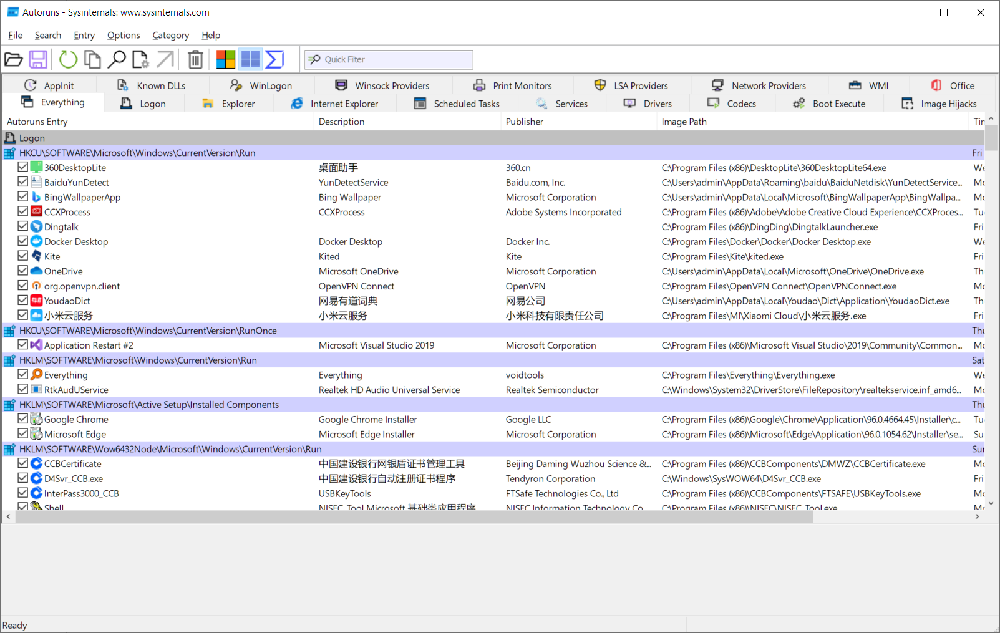 Autoruns - Sysinternals: www.sysinternals.com
File Search Entry Options Category Help
Quick Filter
AppInit Known DLLs WinLogon Winsock Providers Print Monitors LSA Providers Network Providers WMI Office
Everything Logon Explorer Internet Explorer Scheduled Tasks Services Drivers Codecs Boot Execute Image Hijacks
Autoruns Entry Description Publisher Image Path Tin
Logon
HKCU\SOFTWARE\Microsoft\Windows\CurrentVersion\Run Fri
360DesktopLite 桌面助手 360.cn C:\Program Files (x86)\DesktopLite\360DesktopLite64.exe We
BaiduYunDetect YunDetectService Baidu.com, Inc. C:\Users\admin\AppData\Roaming\baidu\BaiduNetdisk\YunDetectService... Mc
BingWallpaperApp Bing Wallpaper Microsoft Corporation C:\Users\admin\AppData\Local\Microsoft\BingWallpaperApp\BingWallpa... Mc
CCXProcess CCXProcess Adobe Systems Incorporated C:\Program Files (x86)\Adobe\Adobe Creative Cloud Experience\CCXProces... Tu
Dingtalk C:\Program Files (x86)\DingDing\DingtalkLauncher.exe Fri
Docker Desktop Docker Desktop Docker Inc. C:\Program Files\Docker\Docker\Docker Desktop.exe We
Kite Kited Kite C:\Program Files\Kite\kited.exe Fri
OneDrive Microsoft OneDrive Microsoft Corporation C:\Users\admin\AppData\Local\Microsoft\OneDrive\OneDrive.exe Th
org.openvpn.client OpenVPN Connect OpenVPN C:\Program Files\OpenVPN Connect\OpenVPNConnect.exe Mc
YoudaoDict 网易有道词典 网易公司 C:\Users\admin\AppData\Local\Youdao\Dict\Application\YoudaoDict.exe Th
小米云服务 小米云服务 小米科技有限责任公司 C:\Program Files\MI\Xiaomi Cloud\小米云服务.exe Fri
HKCU\SOFTWARE\Microsoft\Windows\CurrentVersion\RunOnce Thu
Application Restart #2 Microsoft Visual Studio 2019 Microsoft Corporation C:\Program Files (x86)\Microsoft Visual Studio\2019\Community\Common... Mc
HKLM\SOFTWARE\Microsoft\Windows\CurrentVersion\Run Sat
Everything Everything voidtools C:\Program Files\Everything\Everything.exe We
RtkAudUService Realtek HD Audio Universal Service Realtek Semiconductor C:\Windows\System32\DriverStore\FileRepository\realtekservice.inf_amd6... Mc
HKLM\SOFTWARE\Microsoft\Active Setup\Installed Components Thu
Google Chrome Google Chrome Installer Google LLC C:\Program Files (x86)\Google\Chrome\Application\96.0.4664.45\Installer\c... Tu
Microsoft Edge Microsoft Edge Installer Microsoft Corporation C:\Program Files (x86)\Microsoft\Edge\Application\96.0.1054.62\Installer\se... Su
HKLM\SOFTWARE\Wow6432Node\Microsoft\Windows\CurrentVersion\Run Sun
CCBCertificate 中国建设银行网银盾证书管理工具 Beijing Daming Wuzhou Science &... C:\Program Files (x86)\CCBComponents\DMWZ\CCBCertificate.exe Mc
D4Svr_CCB.exe 中国建设银行自动注册证书程序 Tendyron Corporation C:\Windows\SysWOW64\D4Svr_CCB.exe Fri
InterPass3000_CCB USBKeyTools FTSafe Technologies Co., Ltd C:\Program Files (x86)\CCBComponents\FTSAFE\USBKeyTools.exe Mc
Shell NISEC_Tool Microsoft 基础类应用程序 NISEC Information Technology Co... C:\Program Files (x86)\NISEC\NISEC_Tool.exe Mc
Ready